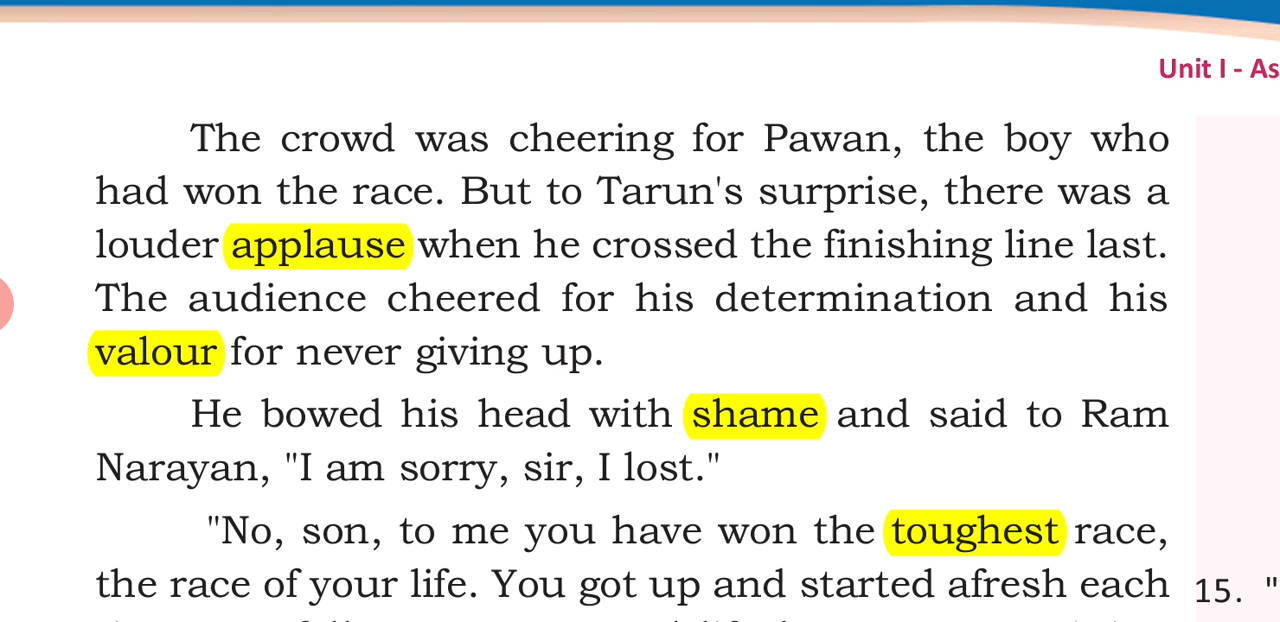 Unit I - As
The crowd was cheering for Pawan, the boy who
had won the race. But to Tarun's surprise, there was a
louder applause when he crossed the finishing line last.
The audience cheered for his determination and his
valour for never giving up.
He bowed his head with shame and said to Ram
Narayan, "I am sorry, sir, I lost."
"No, son, to me you have won the toughest race,
the race of your life. You got up and started afresh each
15. "